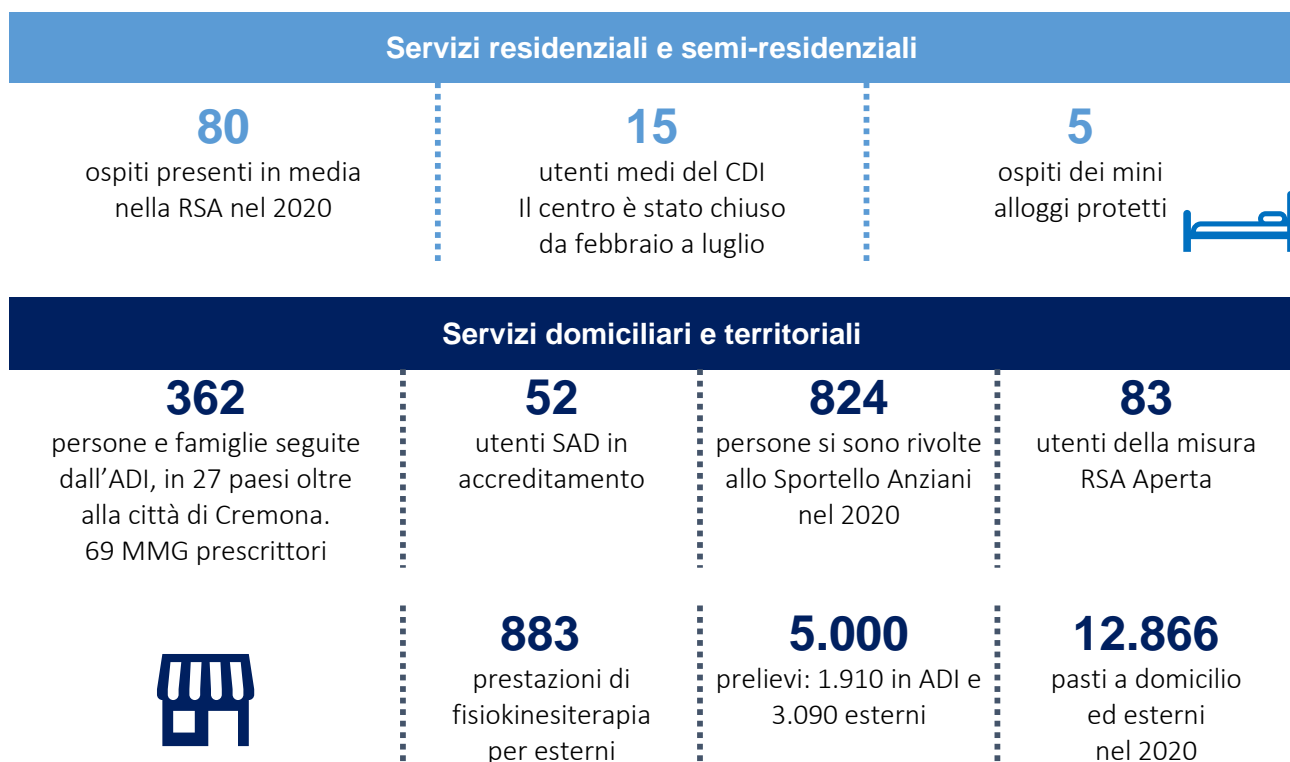 Servizi residenziali e semi-residenziali
80
ospiti presenti in media
nella RSA nel 2020
15
utenti medi del CDI
Il centro è stato chiuso
da febbraio a luglio
5
ospiti dei mini
alloggi protetti
Servizi domiciliari e territoriali
362
persone e famiglie seguite
dall’ADI, in 27 paesi oltre
alla città di Cremona.
69 MMG prescrittori
52
utenti SAD in
accreditamento
824
persone si sono rivolte
allo Sportello Anziani
nel 2020
83
utenti della misura
RSA Aperta
883
prestazioni di
fisiokinesiterapia
per esterni
5.000
prelievi: 1.910 in ADI e
3.090 esterni
12.866
pasti a domicilio
ed esterni
nel 2020